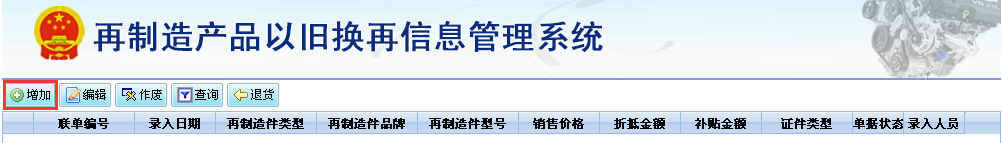 再制造产品以旧换再信息管理系统
增加 编辑 作废 查询 退货
联单编号 录入日期 再制造件类型 再制造件品牌 再制造件型号 销售价格 折抵金额 补贴金额 证件类型 单据状态 录入人员